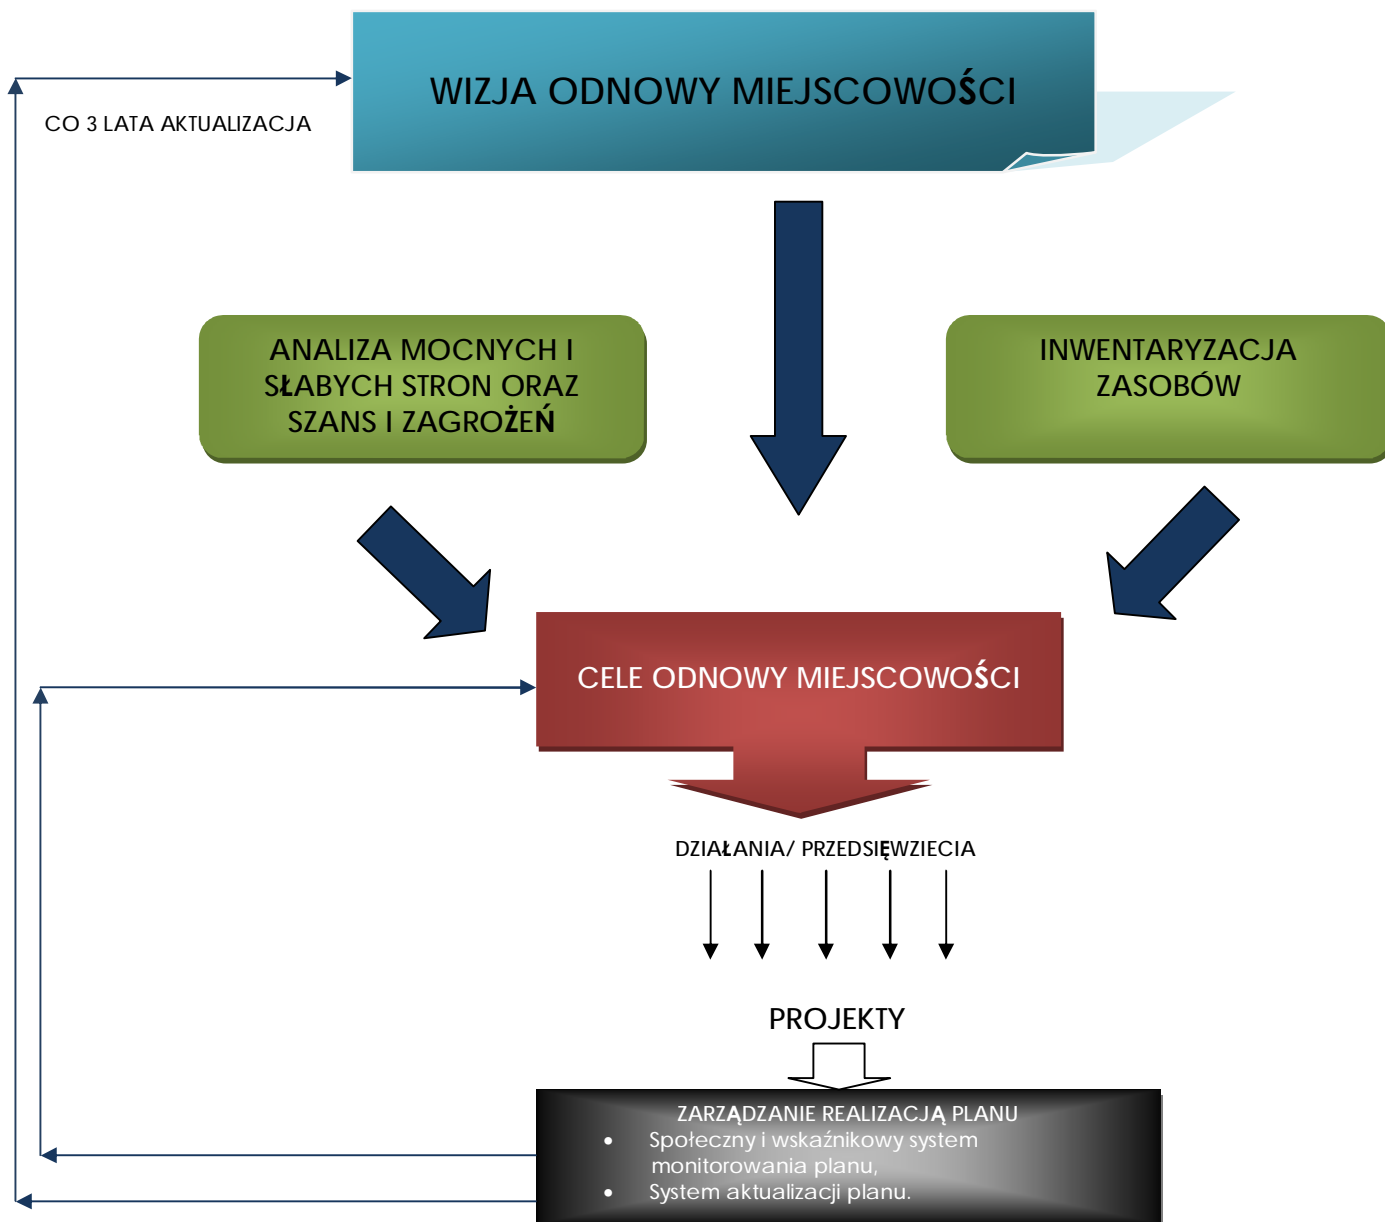 WIZJA ODNOWY MIEJSCOWOŚCI
CO 3 LATA AKTUALIZACJA
ANALIZA MOCNYCH I
SŁABYCH STRON ORAZ
SZANS I ZAGROŻEŃ
INWENTARYZACJA
ZASOBÓW
CELE ODNOWY MIEJSCOWOŚCI
DZIAŁANIA/ PRZEDSIĘWZIECIA
PROJEKTY
ZARZĄDZANIE REALIZACJĄ PLANU
• Społeczny i wskaźnikowy system
monitorowania planu,
• System aktualizacji planu.